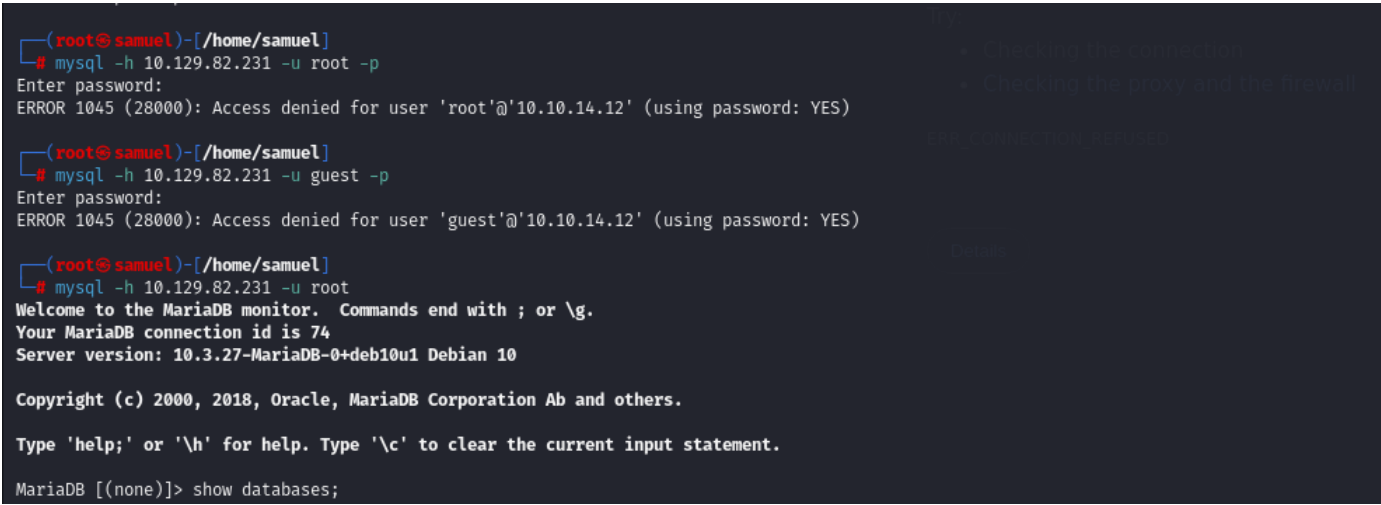 ┌──(root㉿samuel)-[/home/samuel]
└─# mysql -h 10.129.82.231 -u root -p
Enter password:
ERROR 1045 (28000): Access denied for user 'root'@'10.10.14.12' (using password: YES)
┌──(root㉿samuel)-[/home/samuel]
└─# mysql -h 10.129.82.231 -u guest -p
Enter password:
ERROR 1045 (28000): Access denied for user 'guest'@'10.10.14.12' (using password: YES)
┌──(root㉿samuel)-[/home/samuel]
└─# mysql -h 10.129.82.231 -u root
Welcome to the MariaDB monitor.  Commands end with ; or \g.
Your MariaDB connection id is 74
Server version: 10.3.27-MariaDB-0+deb10u1 Debian 10
Copyright (c) 2000, 2018, Oracle, MariaDB Corporation Ab and others.
Type 'help;' or '\h' for help. Type '\c' to clear the current input statement.
MariaDB [(none)]> show databases;
Try:
• Checking the connection
• Checking the proxy and the firewall
ERR_CONNECTION_REFUSED
Details